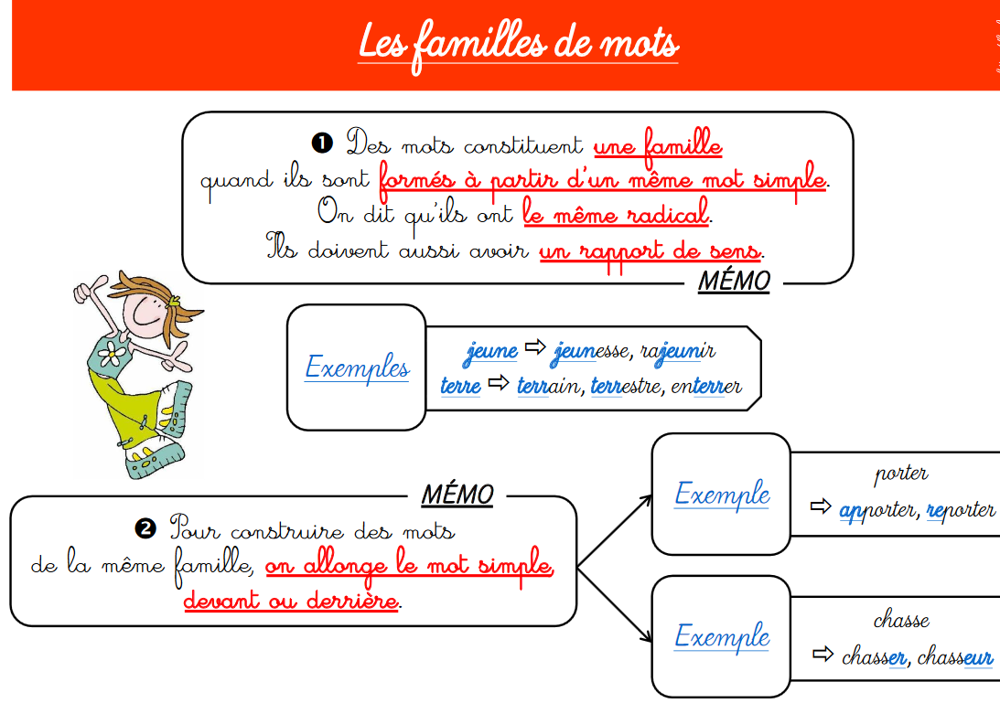 Les familles de mots
❶ Des mots constituent une famille
quand ils sont formés à partir d'un même mot simple.
On dit qu'ils ont le même radical.
Ils doivent aussi avoir un rapport de sens.
MÉMO
Exemples
jeune ⇨ jeunesse, rajeunir
terre ⇨ terrain, terrestre, enterrer
MÉMO
❷ Pour construire des mots
de la même famille, on allonge le mot simple,
devant ou derrière.
Exemple
porter
⇨ apporter, reporter
Exemple
chasse
⇨ chasser, chasseur